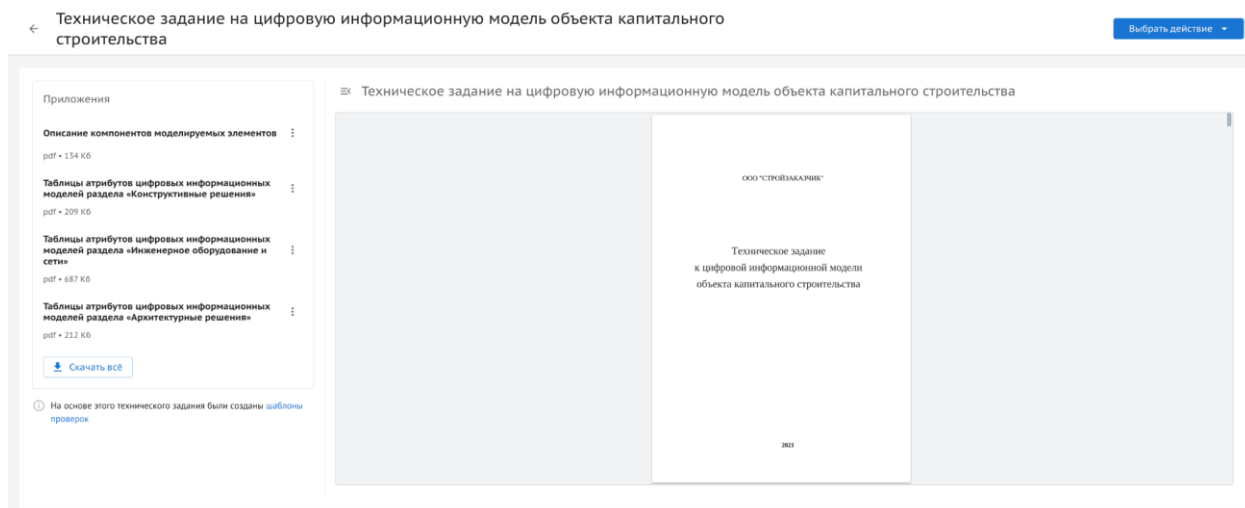 Техническое задание на цифровую информационную модель объекта капитального
строительства
Выбрать действие
Приложения
Описание компонентов моделируемых элементов
pdf • 134 Кб
Таблицы атрибутов цифровых информационных
моделей раздела «Конструктивные решения»
pdf • 209 Кб
Таблицы атрибутов цифровых информационных
моделей раздела «Инженерное оборудование и
сети»
pdf • 687 Кб
Таблицы атрибутов цифровых информационных
моделей раздела «Архитектурные решения»
pdf • 212 Кб
Скачать всё
На основе этого технического задания были созданы шаблоны
проверок
Техническое задание на цифровую информационную модель объекта капитального строительства
ООО "СТРОЙЗАКАЗЧИК"
Техническое задание
к цифровой информационной модели
объекта капитального строительства
2023